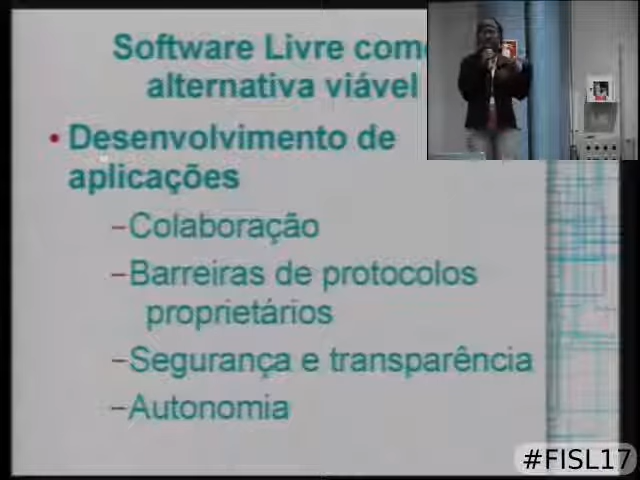 Software Livre com
alternativa viável
• Desenvolvimento de
aplicações
–Colaboração
–Barreiras de protocolos
proprietários
–Segurança e transparência
–Autonomia
#FISL17